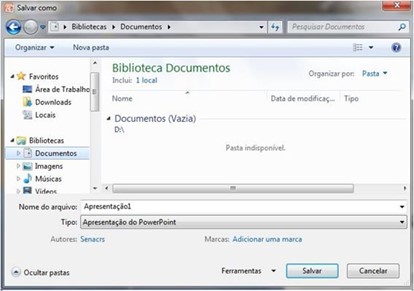 Salvar como
Bibliotecas Documentos Pesquisar Documentos
Organizar Nova pasta
Favoritos
Área de Trabalho
Downloads
Locais
Bibliotecas
Documentos
Imagens
Músicas
Vídeos
Biblioteca Documentos
Inclui: 1 local
Organizar por: Pasta
Nome Data de modificaç... Tipo
Documentos (Vazia)
D:\
Pasta indisponível.
Nome do arquivo: Apresentação1
Tipo: Apresentação do PowerPoint
Autores: Senacrs Marcas: Adicionar uma marca
Ocultar pastas Ferramentas Salvar Cancelar